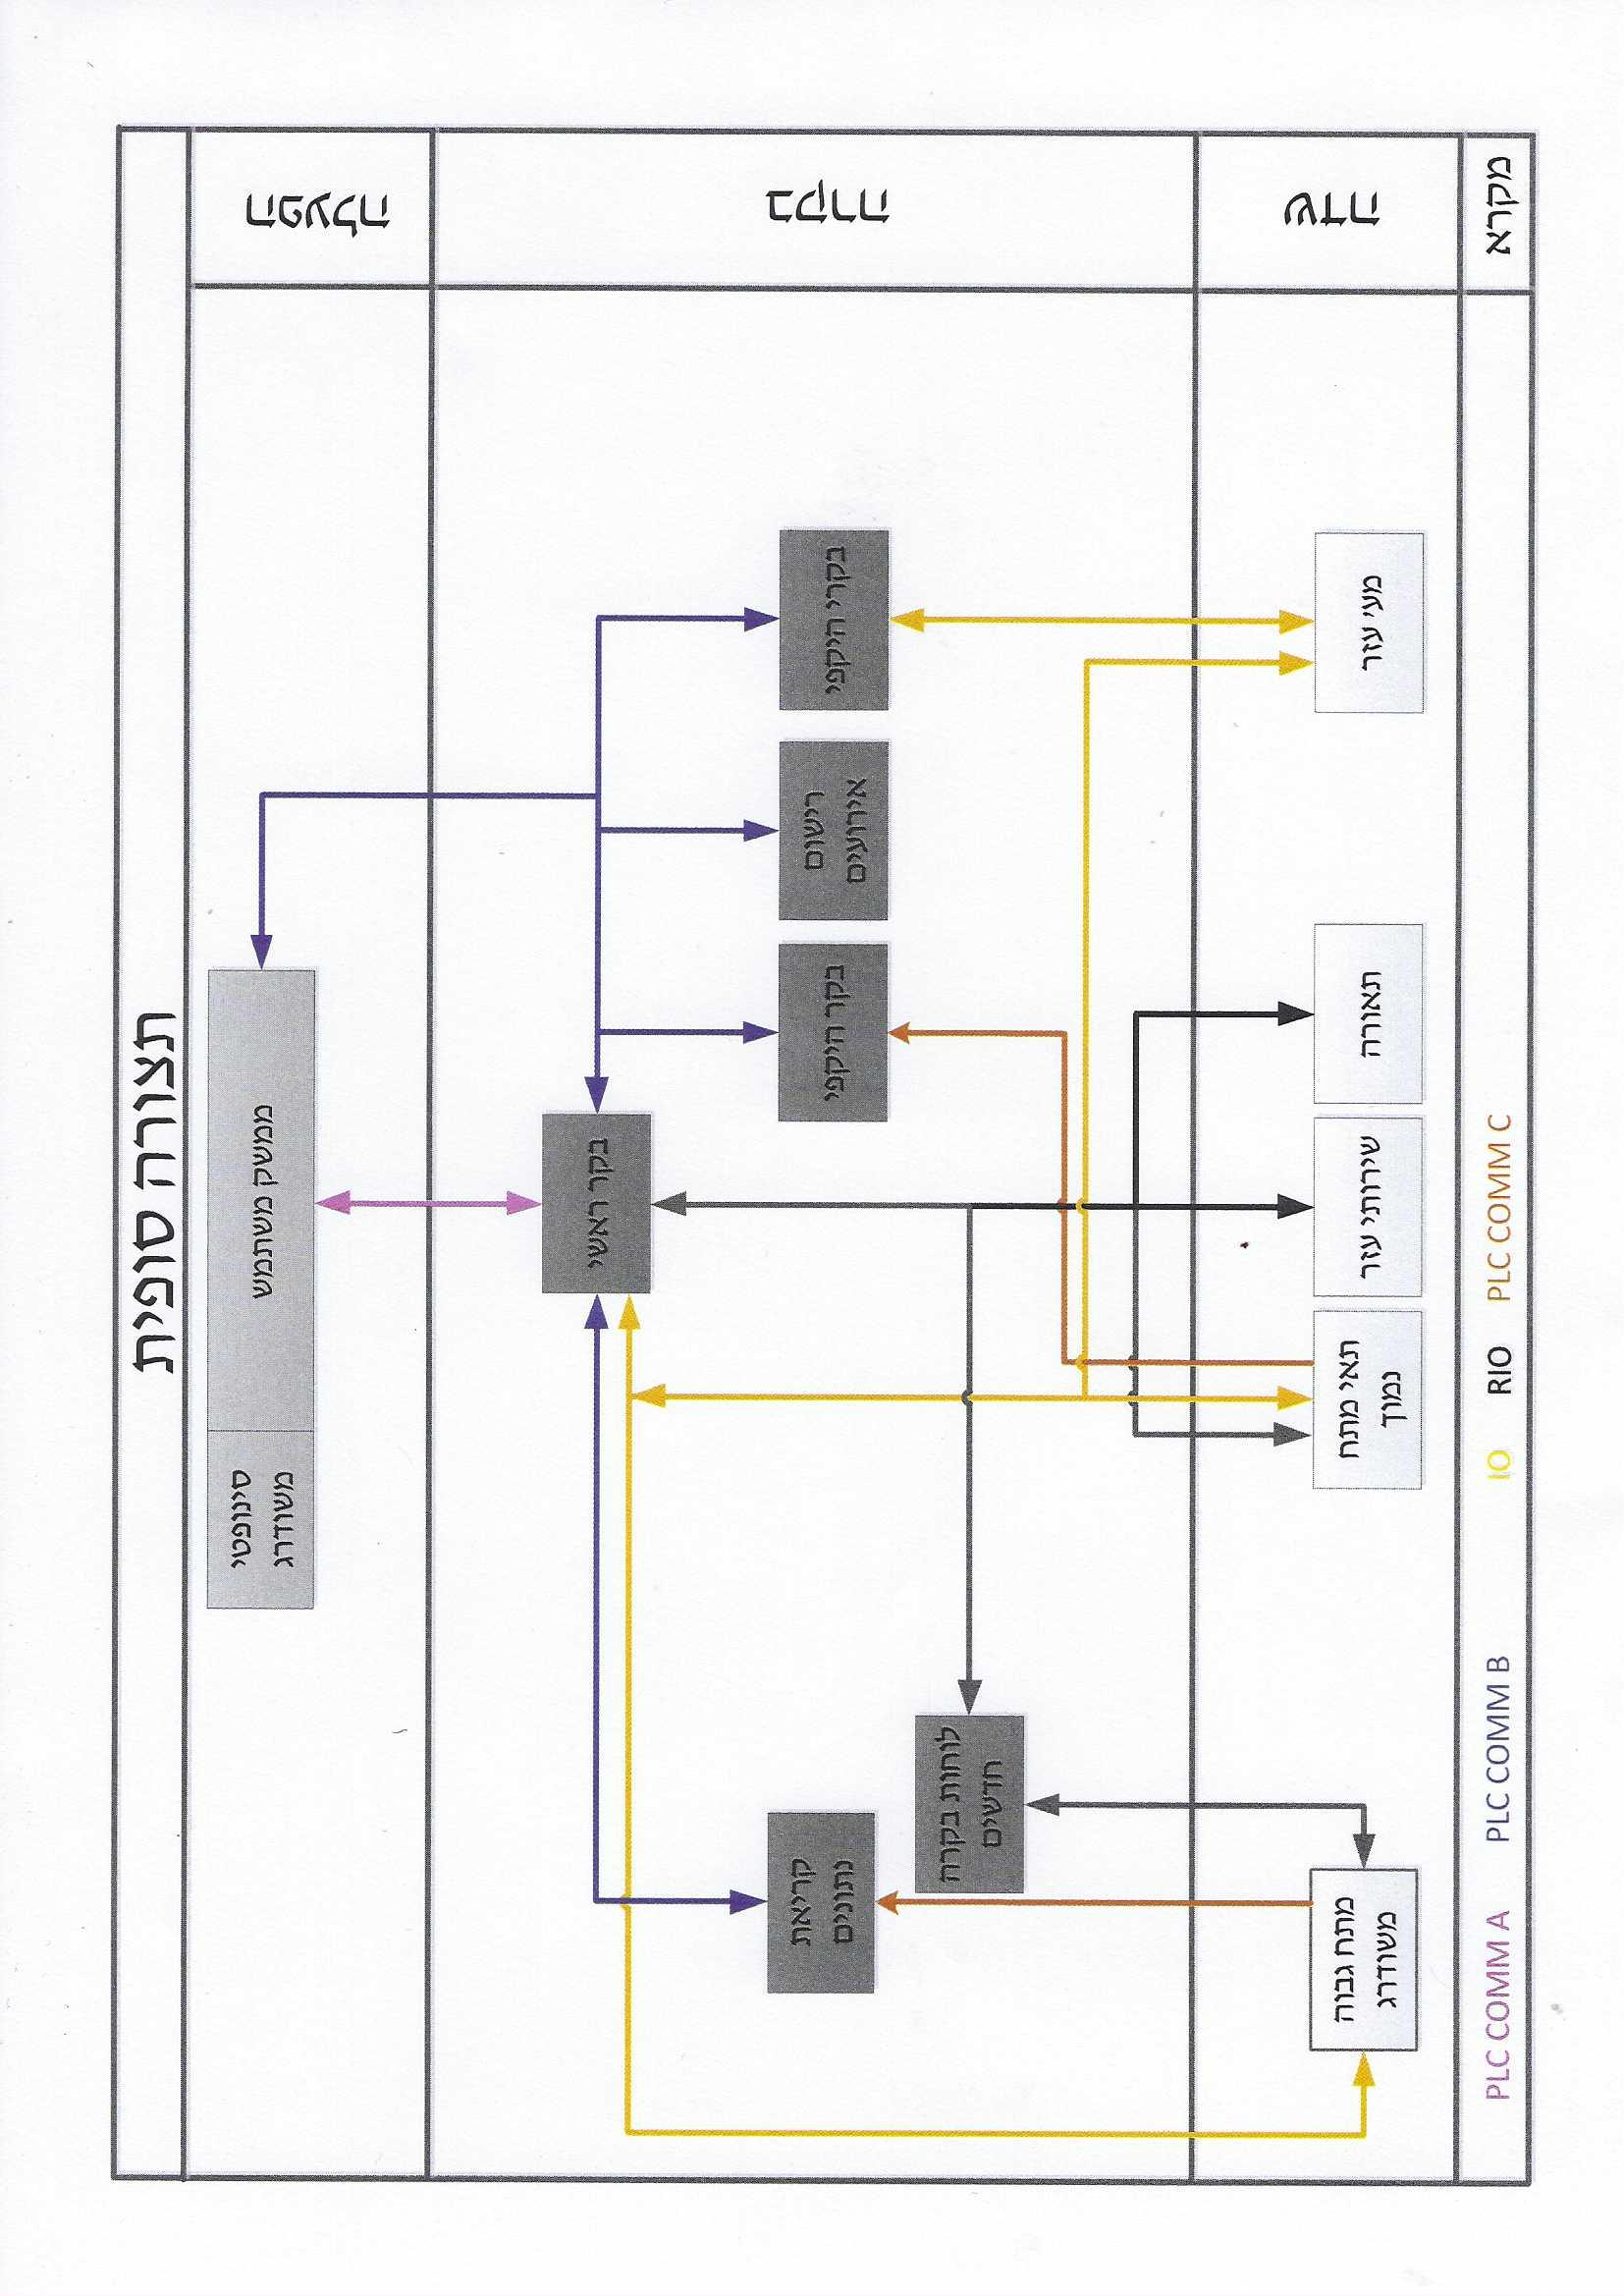 תצורה סופית
הפעלה
ממשק משתמש
סינופטי
משודרג
בקרה
בקר ראשי
בקרי היקפי
רישום
אירועים
בקר היקפי
קריאת
נתונים
לוחות בקרה
חדשים
שדה
מעי עזר
תאורה
שירותי עזר
תאי מתח
נמוך
מתח גבוה
משודרג
מקרא
PLC COMM A PLC COMM B IO RIO PLC COMM C